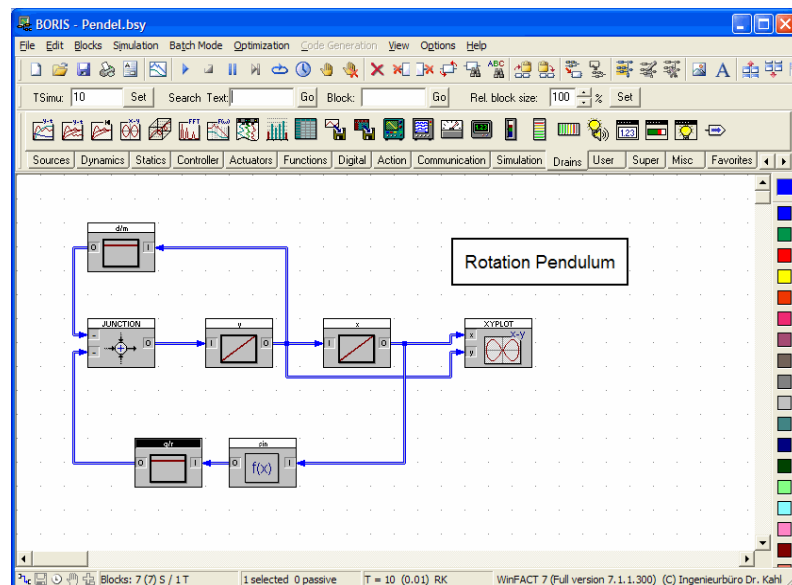 BORIS - Pendel.bsy
File Edit Blocks Simulation Batch Mode Optimization Code Generation View Options Help
TSimu: 10 Set Search Text: Go Block: Go Rel. block size: 100 % Set
Sources Dynamics Statics Controller Actuators Functions Digital Action Communication Simulation Drains User Super Misc Favorites
d/m
O I
Rotation Pendulum
JUNCTION
- - O
y
I O
x
I O
XYPLOT
x x-y
y
g/r
O I
sin
O f(x) I
Blocks: 7 (7) S / 1 T 1 selected 0 passive T = 10 (0.01) RK WinFACT 7 (Full version 7.1.1.300) (C) Ingenieurbüro Dr. Kahl